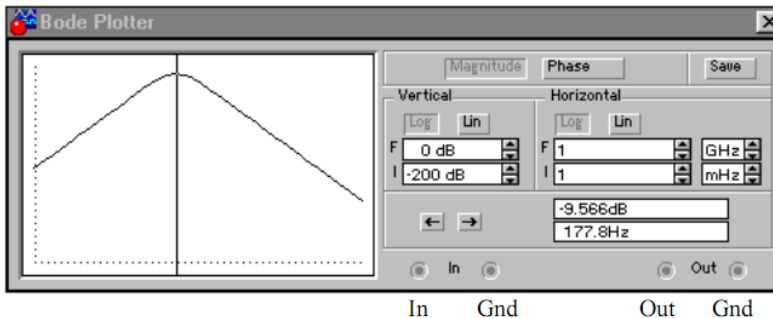 Bode Plotter
Magnitude Phase Save
Vertical Horizontal
Log Lin Log Lin
F 0 dB F 1 GHz
I -200 dB I 1 mHz
← → -9.566dB
177.8Hz
In Out
In Gnd Out Gnd